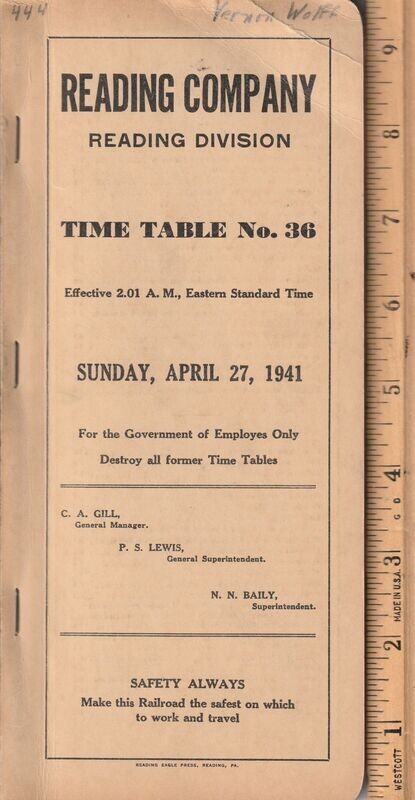 444
Vernon Wolff
READING COMPANY
READING DIVISION
TIME TABLE No. 36
Effective 2.01 A. M., Eastern Standard Time
SUNDAY, APRIL 27, 1941
For the Government of Employes Only
Destroy all former Time Tables
C. A. GILL,
General Manager.
P. S. LEWIS,
General Superintendent.
N. N. BAILY,
Superintendent.
SAFETY ALWAYS
Make this Railroad the safest on which
to work and travel
READING EAGLE PRESS, READING, PA.
9
8
7
6
5
4
G D
3
MADE IN U.S.A.
2
1
WESTCOTT